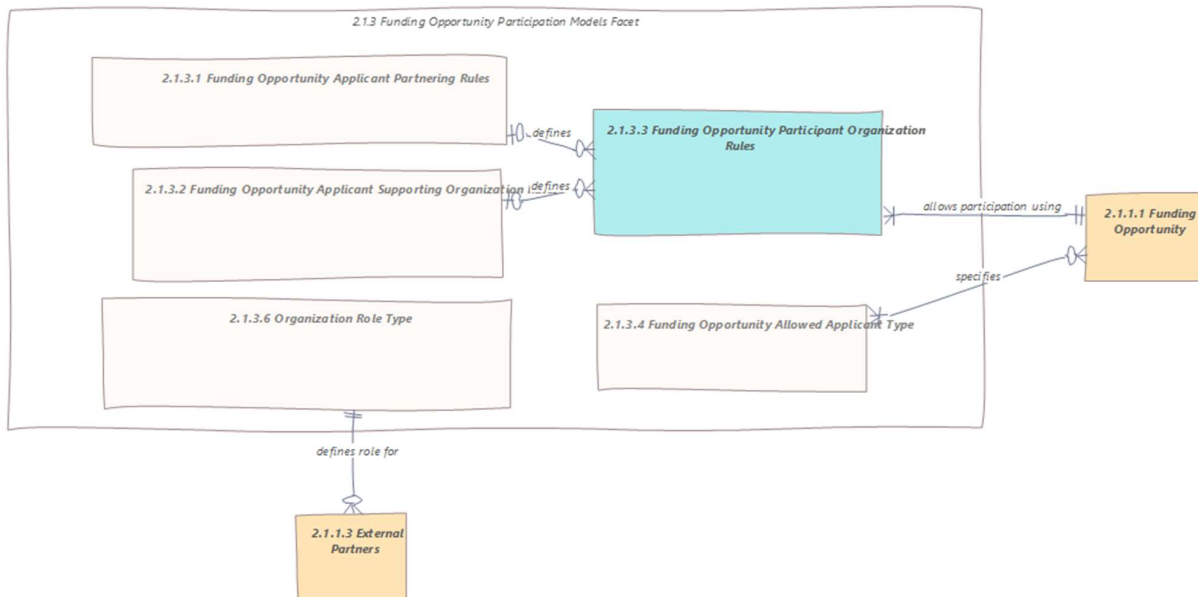 2.1.3 Funding Opportunity Participation Models Facet
2.1.3.1 Funding Opportunity Applicant Partnering Rules
defines
2.1.3.3 Funding Opportunity Participant Organization
Rules
2.1.3.2 Funding Opportunity Applicant Supporting Organization
defines
allows participation using
2.1.1.1 Funding
Opportunity
specifies
2.1.3.6 Organization Role Type
2.1.3.4 Funding Opportunity Allowed Applicant Type
defines role for
2.1.1.3 External
Partners